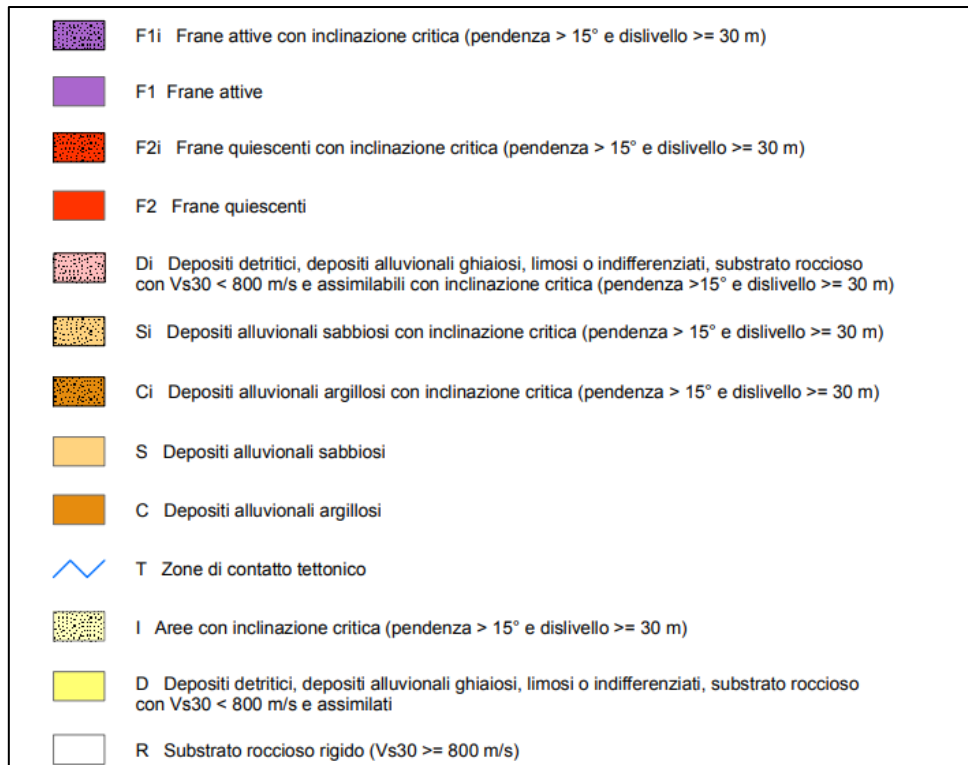 F1i Frane attive con inclinazione critica (pendenza > 15° e dislivello >= 30 m)
F1 Frane attive
F2i Frane quiescenti con inclinazione critica (pendenza > 15° e dislivello >= 30 m)
F2 Frane quiescenti
Di Depositi detritici, depositi alluvionali ghiaiosi, limosi o indifferenziati, substrato roccioso
con Vs30 < 800 m/s e assimilabili con inclinazione critica (pendenza >15° e dislivello >= 30 m)
Si Depositi alluvionali sabbiosi con inclinazione critica (pendenza > 15° e dislivello >= 30 m)
Ci Depositi alluvionali argillosi con inclinazione critica (pendenza > 15° e dislivello >= 30 m)
S Depositi alluvionali sabbiosi
C Depositi alluvionali argillosi
T Zone di contatto tettonico
I Aree con inclinazione critica (pendenza > 15° e dislivello >= 30 m)
D Depositi detritici, depositi alluvionali ghiaiosi, limosi o indifferenziati, substrato roccioso
con Vs30 < 800 m/s e assimilati
R Substrato roccioso rigido (Vs30 >= 800 m/s)